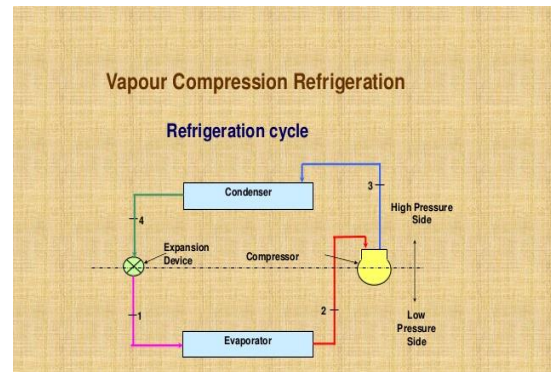 Vapour Compression Refrigeration
Refrigeration cycle
Condenser
3
High Pressure
Side
4
Expansion
Device
Compressor
1
2
Low
Pressure
Side
Evaporator